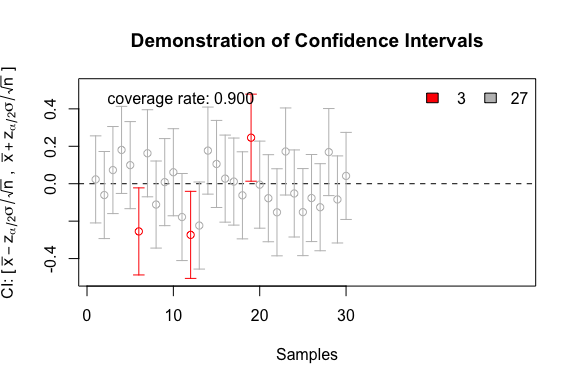 Demonstration of Confidence Intervals
coverage rate: 0.900
3 27
CI: [ x̅ − zα/2σ/√n , x̅ + zα/2σ/√n ]
0.4
0.2
0.0
-0.4
0 10 20 30
Samples